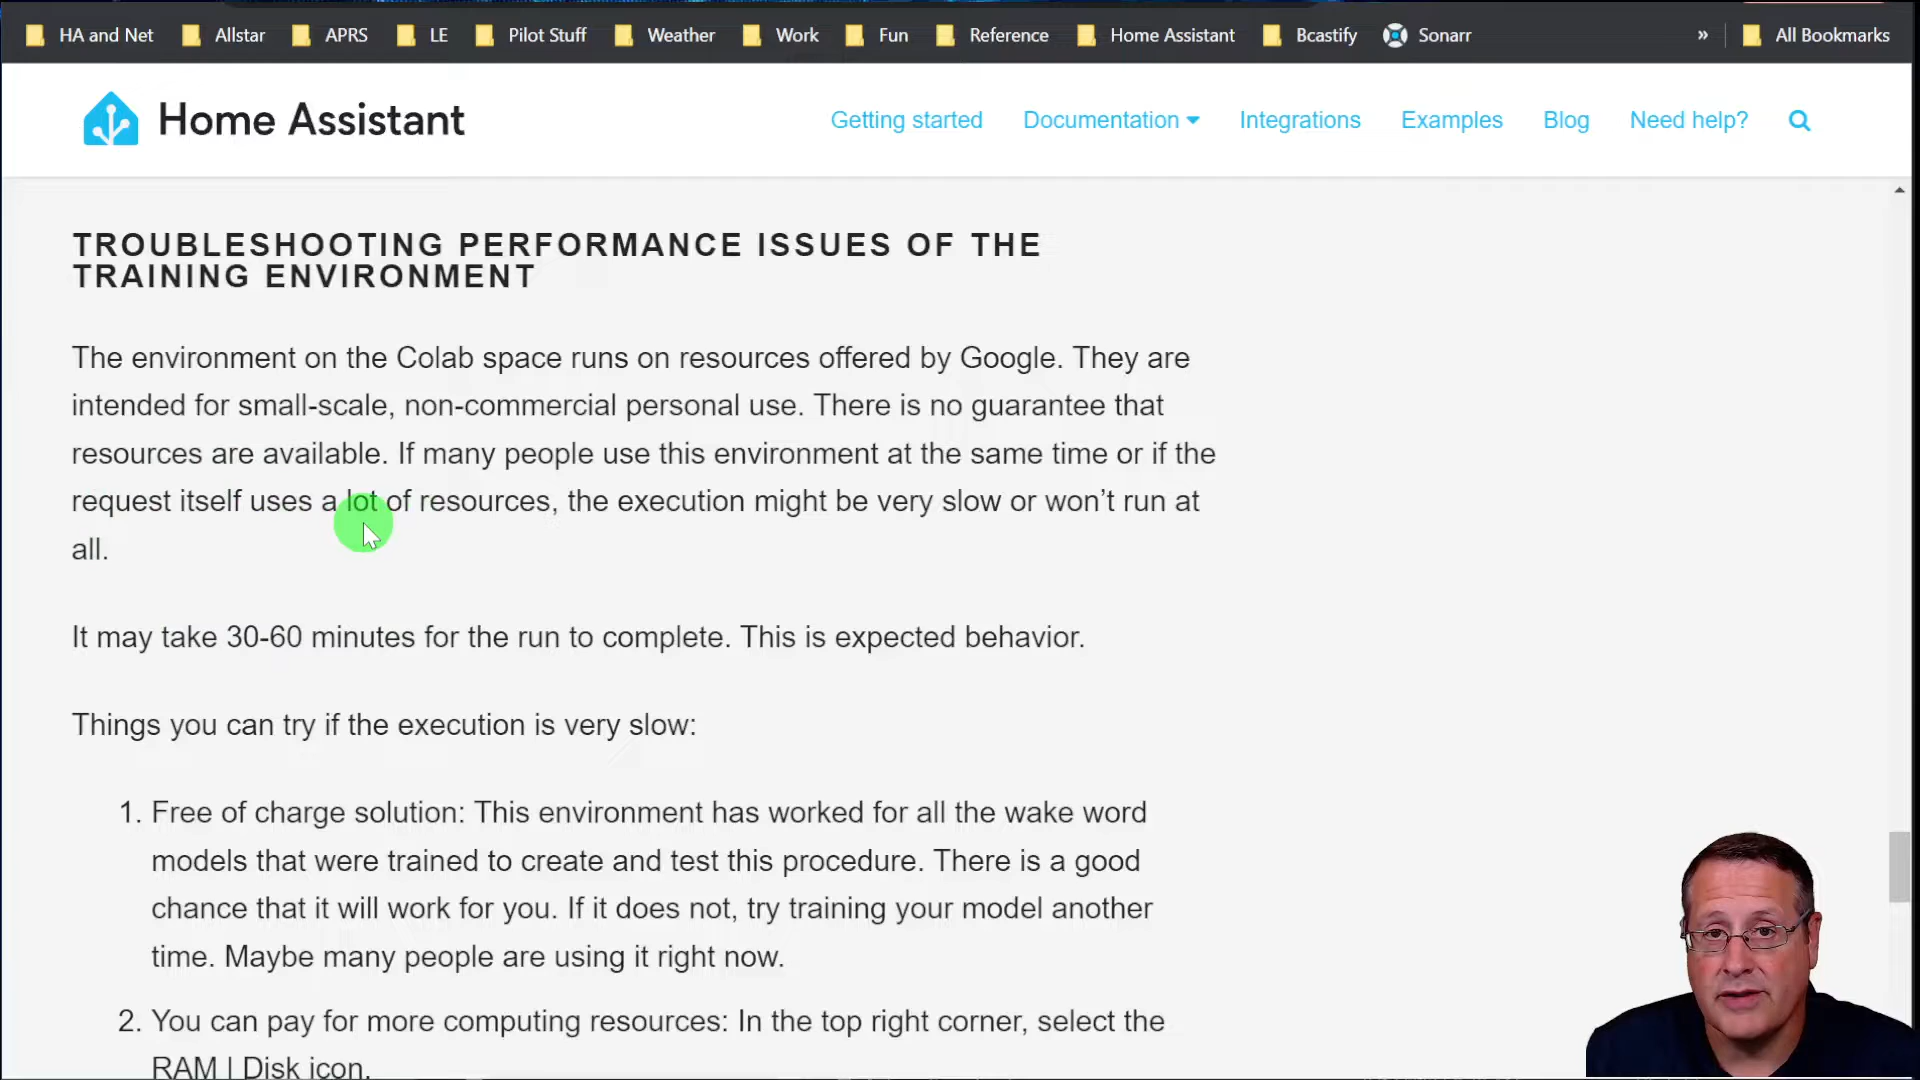 HA and Net Allstar APRS LE Pilot Stuff Weather Work Fun Reference Home Assistant Bcastify Sonarr » All Bookmarks
Home Assistant Getting started Documentation Integrations Examples Blog Need help?
TROUBLESHOOTING PERFORMANCE ISSUES OF THE
TRAINING ENVIRONMENT
The environment on the Colab space runs on resources offered by Google. They are
intended for small-scale, non-commercial personal use. There is no guarantee that
resources are available. If many people use this environment at the same time or if the
request itself uses a lot of resources, the execution might be very slow or won’t run at
all.
It may take 30-60 minutes for the run to complete. This is expected behavior.
Things you can try if the execution is very slow:
1. Free of charge solution: This environment has worked for all the wake word
models that were trained to create and test this procedure. There is a good
chance that it will work for you. If it does not, try training your model another
time. Maybe many people are using it right now.
2. You can pay for more computing resources: In the top right corner, select the
RAM | Disk icon.